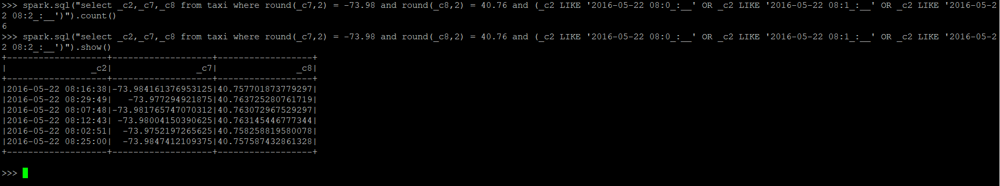 >>> spark.sql("select _c2,_c7,_c8 from taxi where round(_c7,2) = -73.98 and round(_c8,2) = 40.76 and (_c2 LIKE '2016-05-22 08:0_:__' OR _c2 LIKE '2016-05-22 08:1_:__' OR _c2 LIKE '2016-05-2
2 08:2_:__')").count()
6
>>> spark.sql("select _c2,_c7,_c8 from taxi where round(_c7,2) = -73.98 and round(_c8,2) = 40.76 and (_c2 LIKE '2016-05-22 08:0_:__' OR _c2 LIKE '2016-05-22 08:1_:__' OR _c2 LIKE '2016-05-2
2 08:2_:__')").show()
+-------------------+-------------------+------------------+
|                _c2|                _c7|               _c8|
+-------------------+-------------------+------------------+
|2016-05-22 08:16:38|-73.984161376953125|40.757701873779297|
|2016-05-22 08:29:49|   -73.977294921875|40.763725280761719|
|2016-05-22 08:07:48|-73.981765747070312|40.763072967529297|
|2016-05-22 08:12:43| -73.98004150390625|40.763145446777344|
|2016-05-22 08:02:51|  -73.9752197265625|40.758258819580078|
|2016-05-22 08:25:00|  -73.9847412109375|40.757587432861328|
+-------------------+-------------------+------------------+
>>>